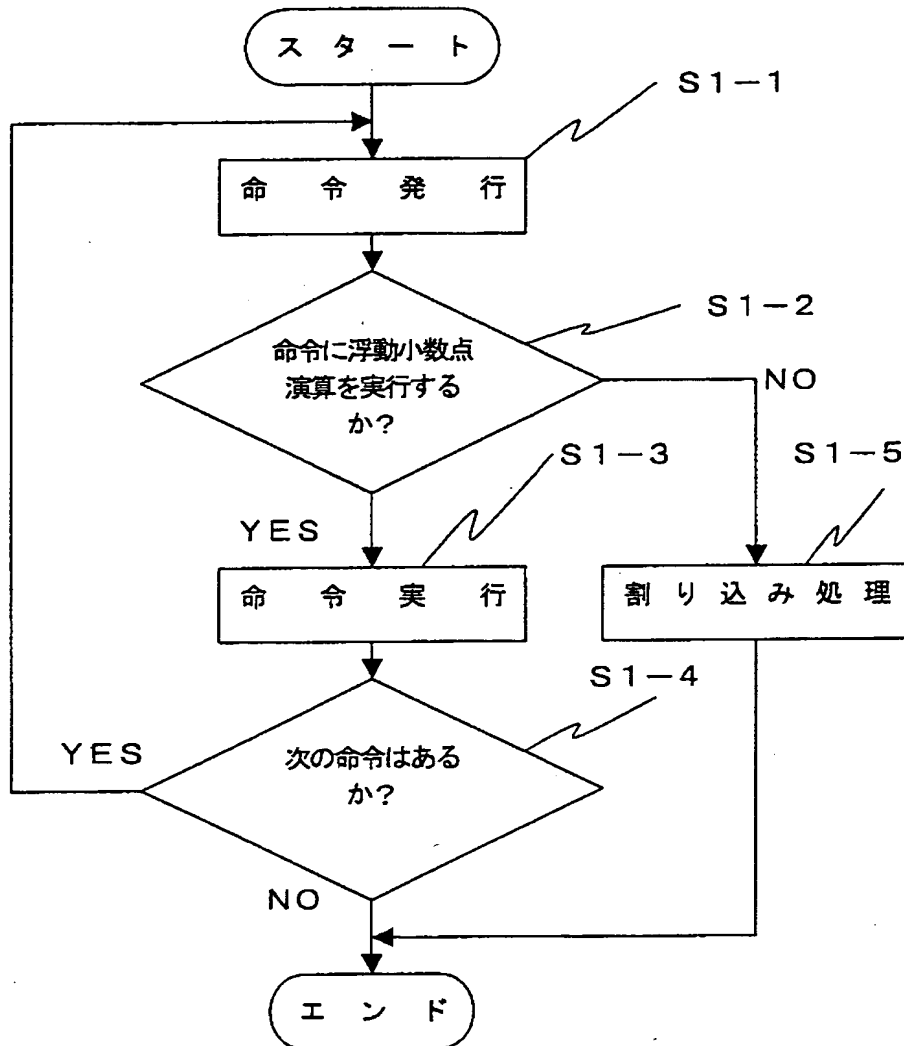 スタート
S1-1
命令発行
S1-2
命令に浮動小数点
演算を実行する
か?
NO
S1-3
S1-5
YES
命令実行
割り込み処理
S1-4
YES
次の命令はある
か?
NO
エンド